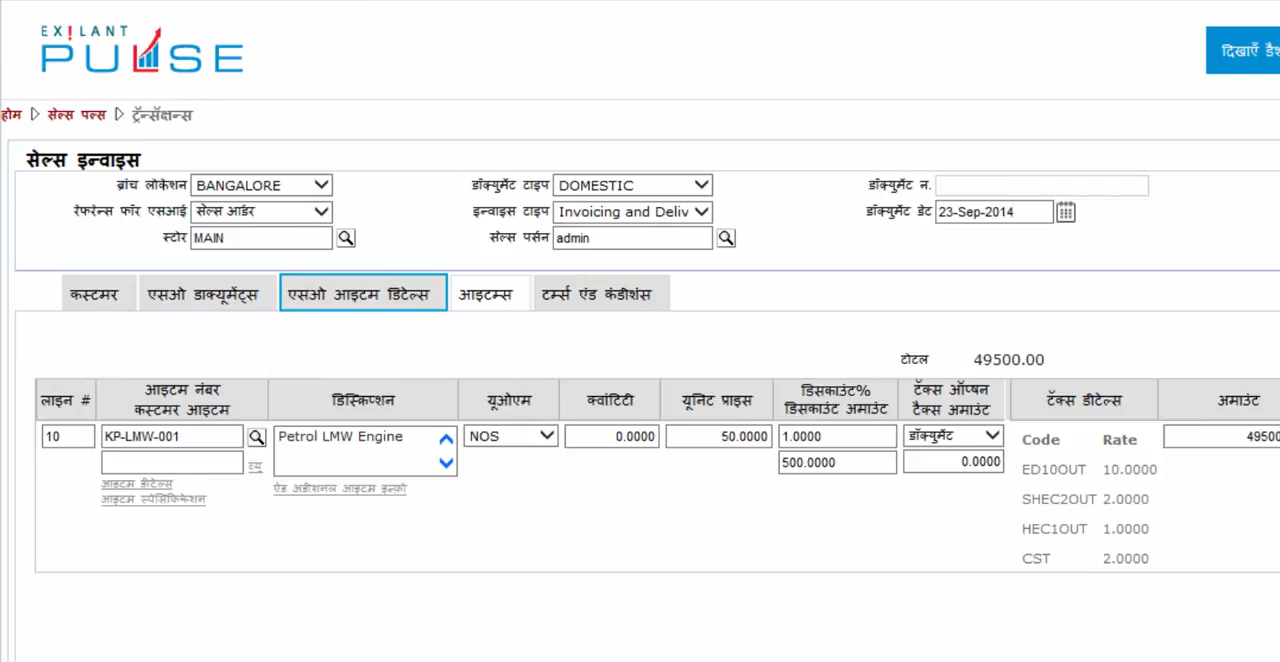 EX!LANT
PULSE
दिखाएँ
होम ▷ सेल्स पल्स ▷ ट्रॅन्सॅक्षन्स
सेल्स इन्वाइस
ब्रांच लोकेशन BANGALORE डॉक्युमेंट टाइप DOMESTIC डॉक्युमेंट न.
रेफरेन्स फॉर एसआई सेल्स आर्डर इन्वाइस टाइप Invoicing and Deliv डॉक्युमेंट डेट 23-Sep-2014
स्टोर MAIN सेल्स पर्सन admin
कस्टमर एसओ डाक्यूमेंट्स एसओ आइटम डिटेल्स आइटम्स टर्म्स एंड कंडीशंस
टोटल 49500.00
लाइन # आइटम नंबर कस्टमर आइटम डिस्क्रिप्शन यूओएम क्वांटिटी यूनिट प्राइस डिसकाउंट% डिसकाउंट अमाउंट टॅक्स ऑप्षन टैक्स अमाउंट टॅक्स डीटेल्स अमाउंट
10 KP-LMW-001 Petrol LMW Engine NOS 0.0000 50.0000 1.0000 डॉक्युमेंट Code Rate 49500
500.0000 0.0000
ED10OUT 10.0000
आइटम डीटेल्स
ऐड अडीशनल आइटम इन्फ़ो
आइटम स्पेसिफिकेशन SHEC2OUT 2.0000
HEC1OUT 1.0000
CST 2.0000